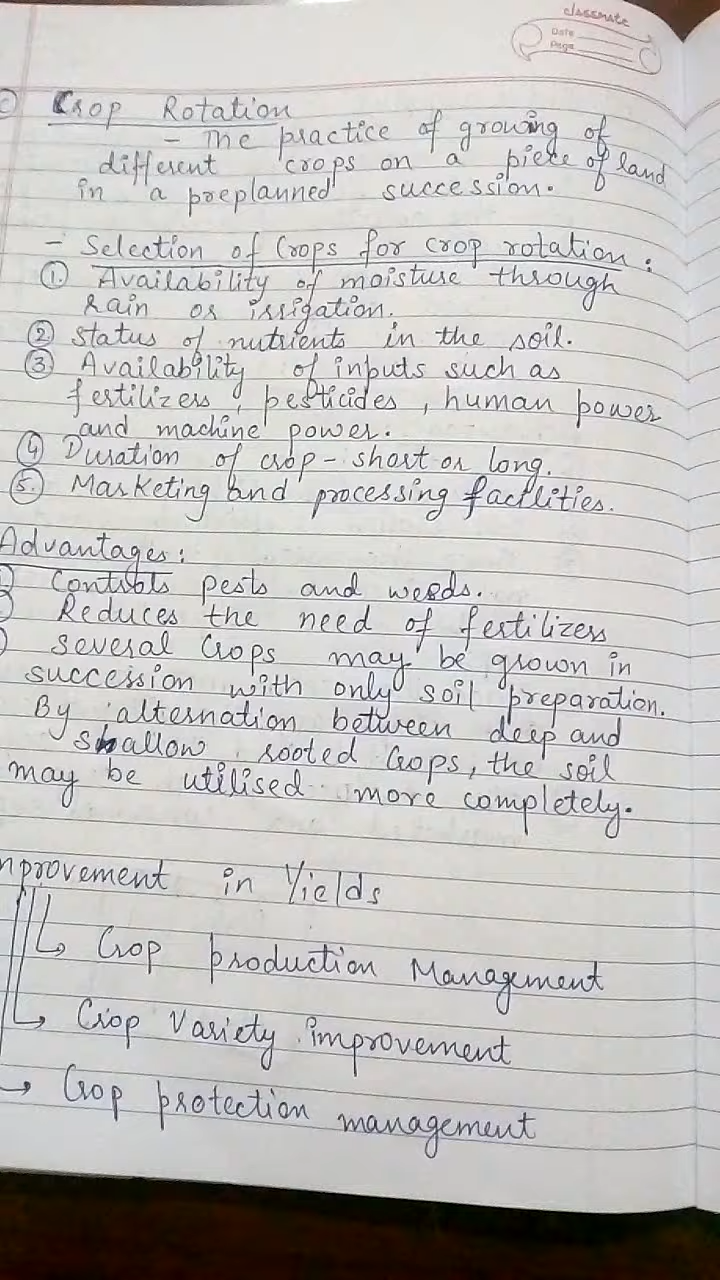 classmate
Date
Page
C Crop Rotation
- The practice of growing of
different crops on a piece of land
in a preplanned succession.
- Selection of Crops for crop rotation:
① Availability of moisture through
Rain or irrigation.
② Status of nutrients in the soil.
③ Availability of inputs such as
fertilizers, pesticides, human power
and machine power.
④ Duration of crop - short or long.
⑤. Marketing and processing facilities.
Advantages:
Controls pests and weeds.
Reduces the need of fertilizers
Several Crops may be grown in
succession with only soil preparation.
By alternation between deep and
shallow rooted Crops, the soil
may be utilised more completely.
mprovement in Yields
↳ Crop production Management
↳ Crop Variety improvement
→ Crop protection management